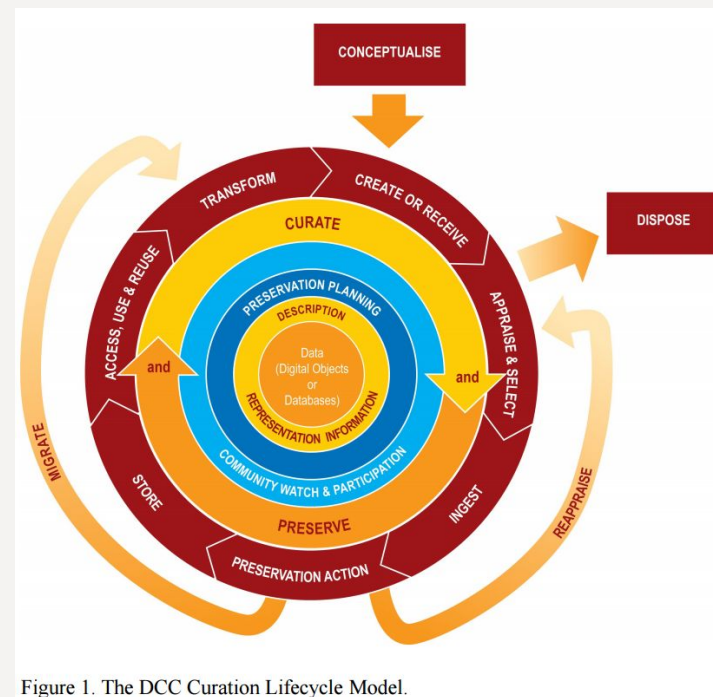 CONCEPTUALISE
DISPOSE
TRANSFORM
CREATE OR RECEIVE
APPRAISE & SELECT
INGEST
PRESERVATION ACTION
STORE
ACCESS, USE & REUSE
CURATE
and
PRESERVE
and
PRESERVATION PLANNING
COMMUNITY WATCH & PARTICIPATION
DESCRIPTION
REPRESENTATION INFORMATION
Data
(Digital Objects
or
Databases)
MIGRATE
REAPPRAISE
Figure 1. The DCC Curation Lifecycle Model.